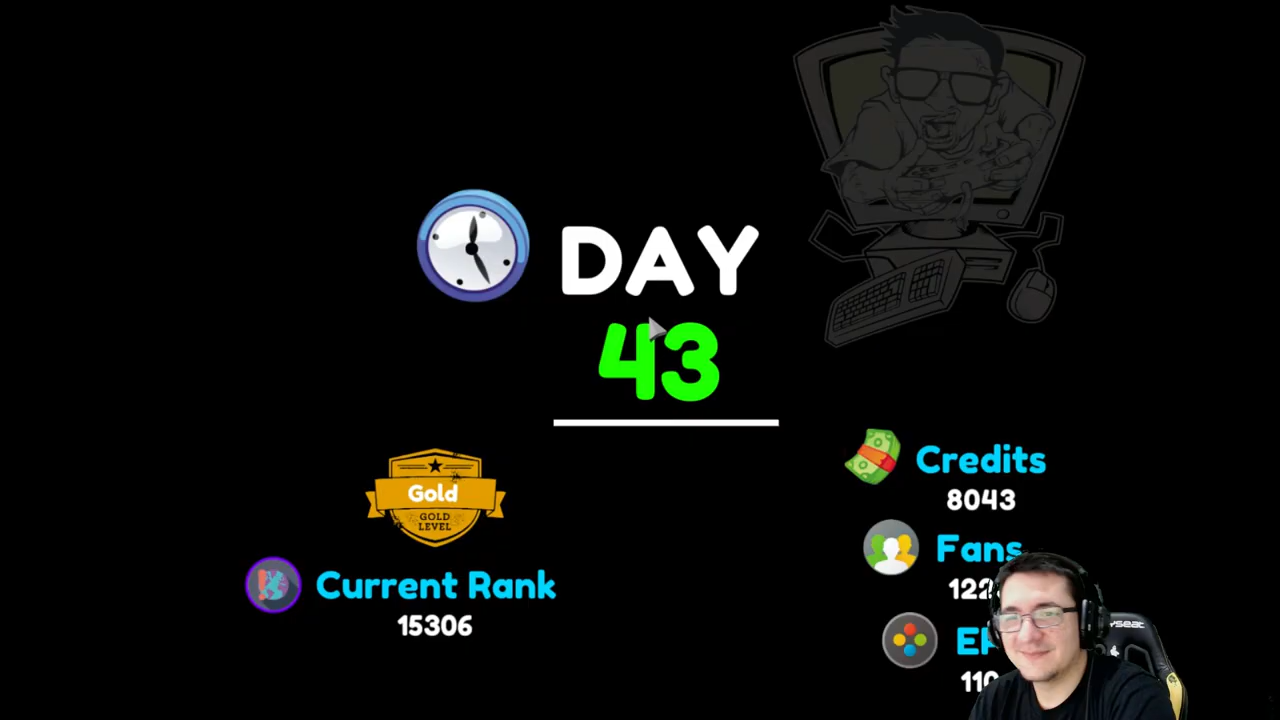 DAY
43
Gold
GOLD
LEVEL
Current Rank
15306
Credits
8043
Fans